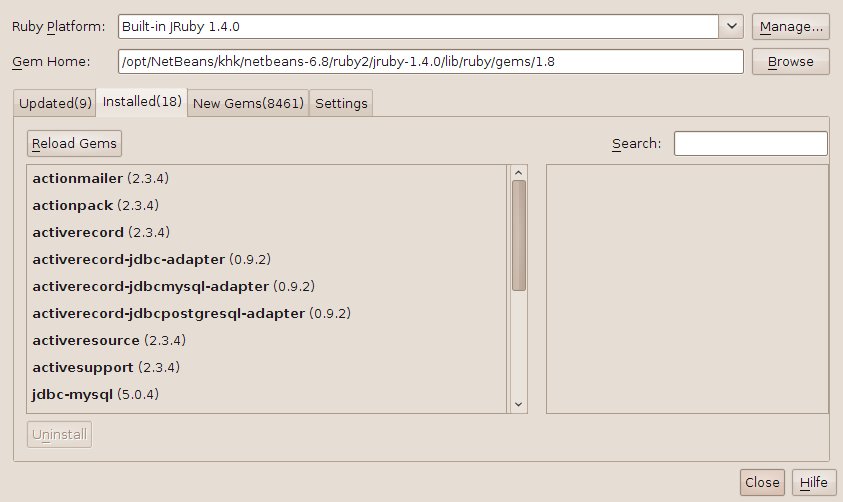 Ruby Platform: Built-in JRuby 1.4.0 Manage...
Gem Home: /opt/NetBeans/khk/netbeans-6.8/ruby2/jruby-1.4.0/lib/ruby/gems/1.8 Browse
Updated(9) Installed(18) New Gems(8461) Settings
Reload Gems Search:
actionmailer (2.3.4)
actionpack (2.3.4)
activerecord (2.3.4)
activerecord-jdbc-adapter (0.9.2)
activerecord-jdbcmysql-adapter (0.9.2)
activerecord-jdbcpostgresql-adapter (0.9.2)
activeresource (2.3.4)
activesupport (2.3.4)
jdbc-mysql (5.0.4)
Uninstall
Close Hilfe